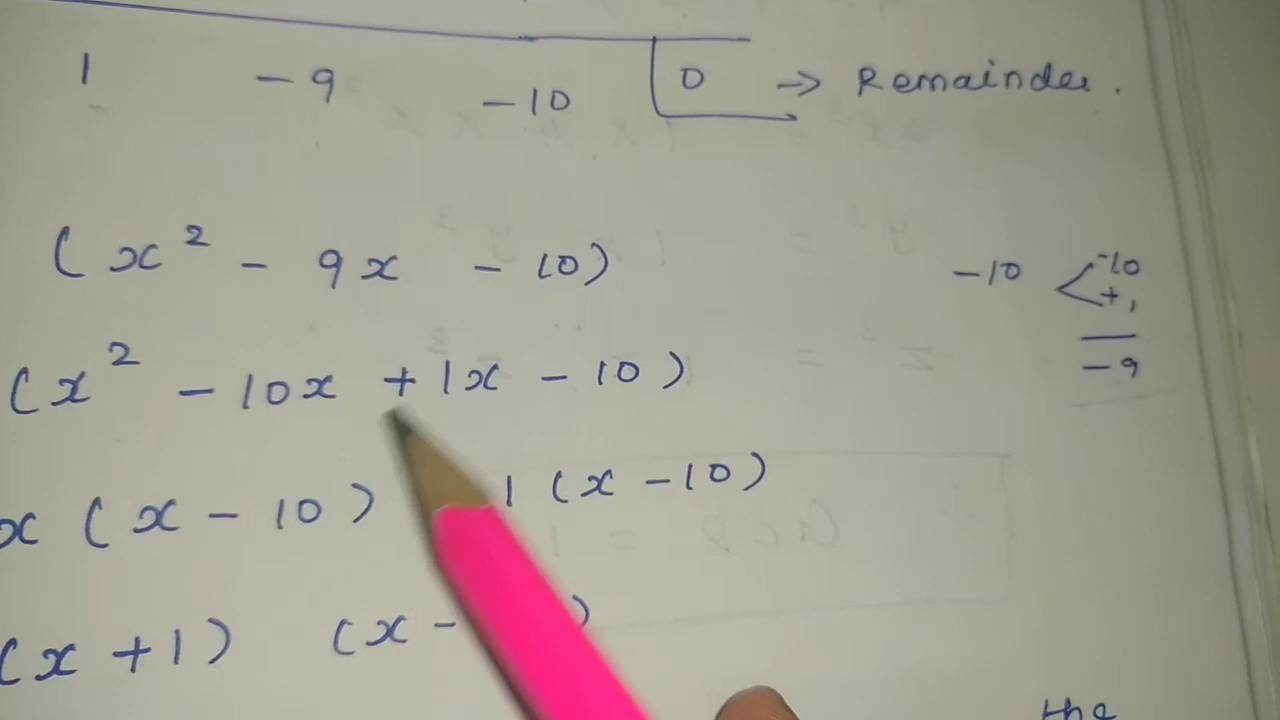 1 -9 -10 0 → Remainder.
(x² - 9x - 10)
-10 < -10
+1
-9
(x² - 10x + 1x - 10)
x (x - 10) 1 (x - 10)
(x + 1) (x - )
the